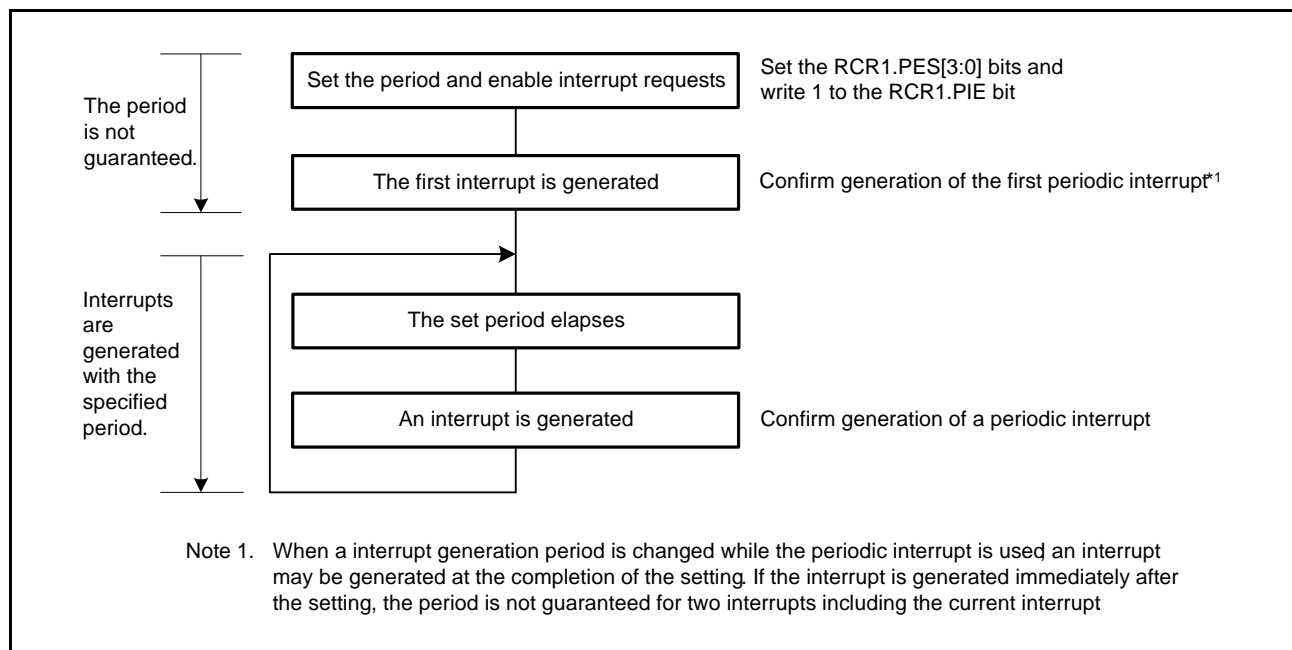 Set the period and enable interrupt requests
Set the RCR1.PES[3:0] bits and
write 1 to the RCR1.PIE bit
The period
is not
guaranteed.
The first interrupt is generated
Confirm generation of the first periodic interrupt*1
Interrupts
are
generated
with the
specified
period.
The set period elapses
An interrupt is generated
Confirm generation of a periodic interrupt
Note 1. When a interrupt generation period is changed while the periodic interrupt is used, an interrupt
may be generated at the completion of the setting. If the interrupt is generated immediately after
the setting, the period is not guaranteed for two interrupts including the current interrupt